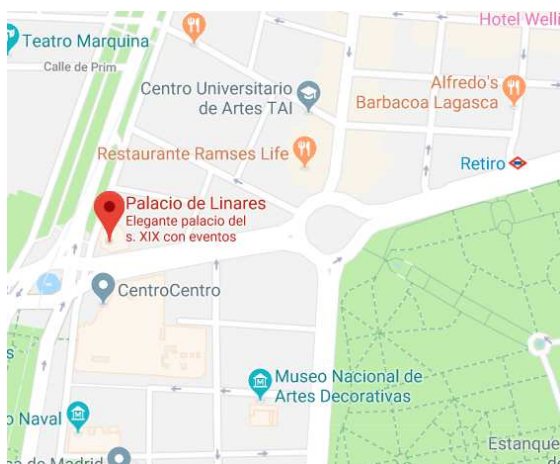 Hotel Welli
Teatro Marquina
Calle de Prim
Centro Universitario
de Artes TAI
Alfredo's
Barbacoa Lagasca
Restaurante Ramses Life
Retiro
Palacio de Linares
Elegante palacio del
s. XIX con eventos
CentroCentro
s
Museo Nacional de
Artes Decorativas
o Naval
Estanque
a de Madrid
de